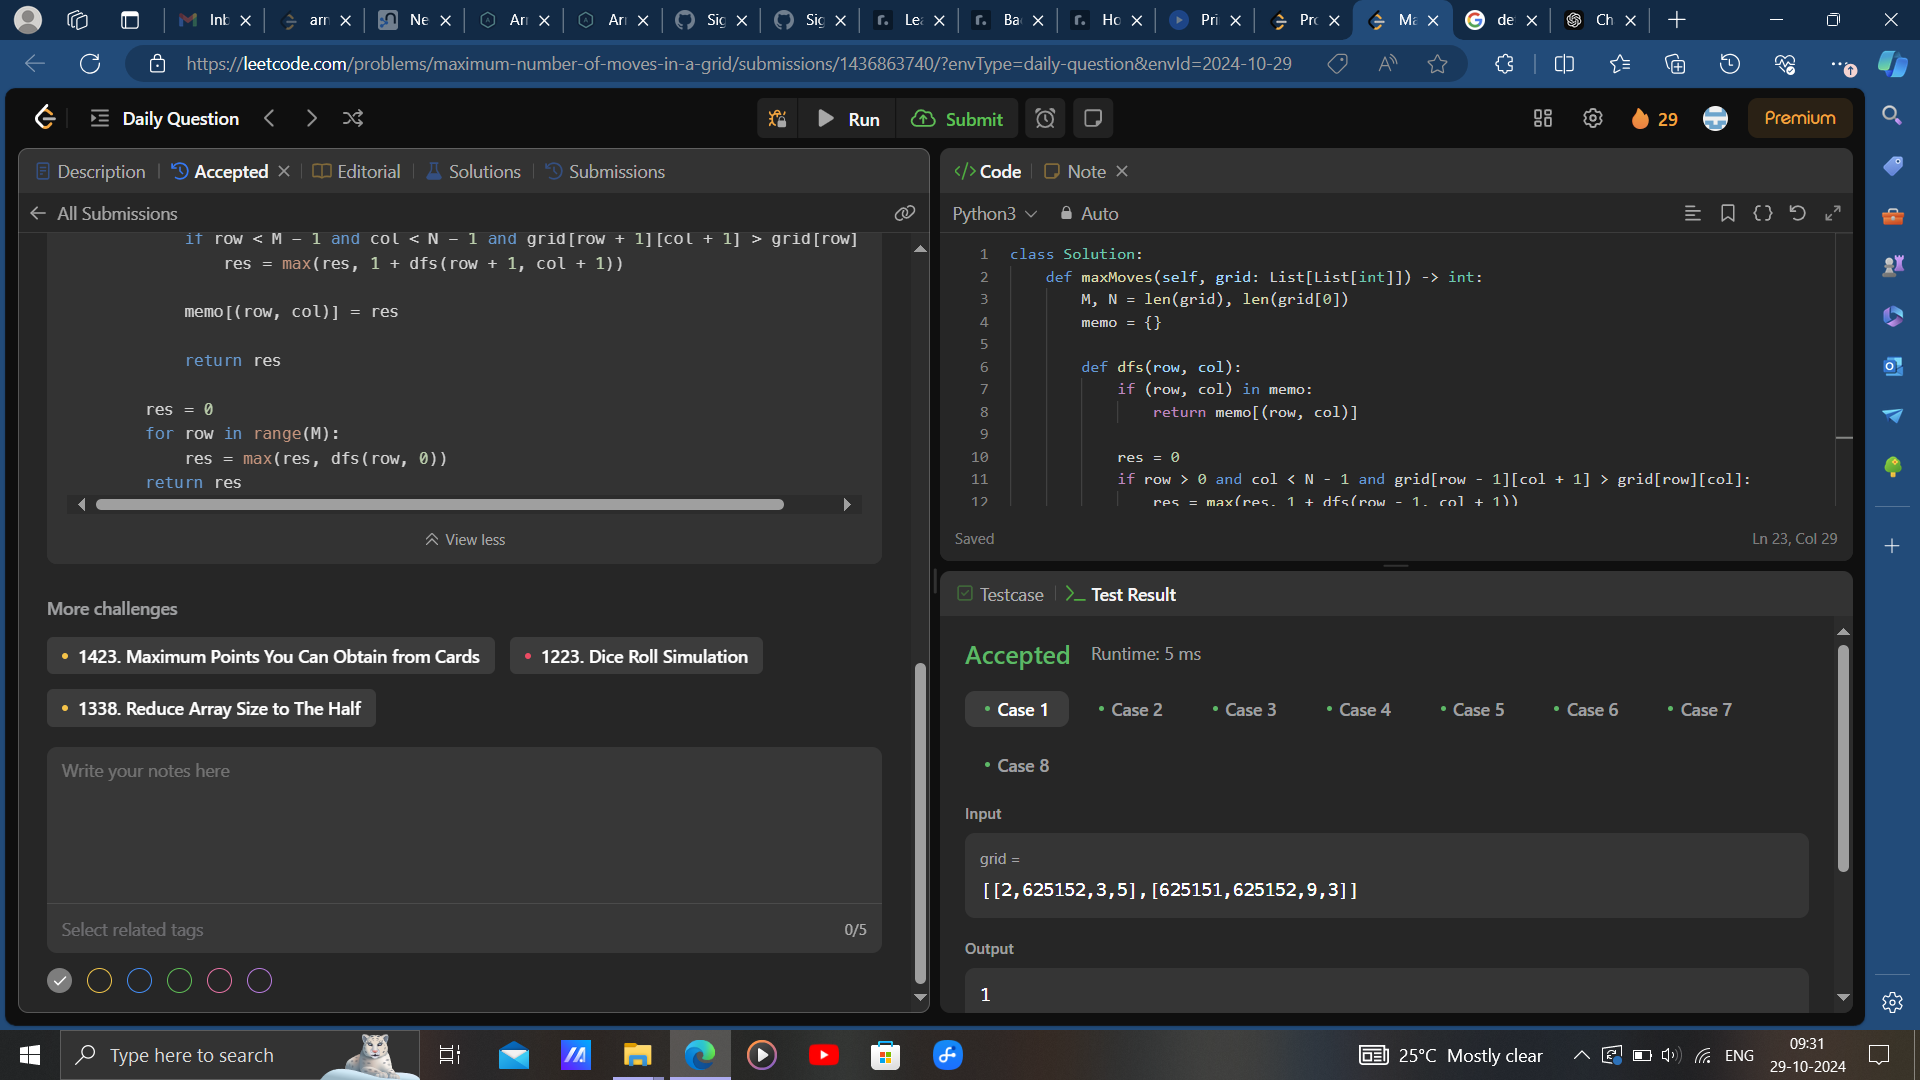 Inb
arr
Ne
Arr
Arr
Sig
Sig
Lea
Ba
Ho
Pri
Pro
Ma
de
Ch
https://leetcode.com/problems/maximum-number-of-moves-in-a-grid/submissions/1436863740/?envType=daily-question&envId=2024-10-29
Daily Question
Run
Submit
29
Premium
Description
Accepted
Editorial
Solutions
Submissions
All Submissions
if row < M - 1 and col < N - 1 and grid[row + 1][col + 1] > grid[row]
res = max(res, 1 + dfs(row + 1, col + 1))
memo[(row, col)] = res
return res
res = 0
for row in range(M):
res = max(res, dfs(row, 0))
return res
View less
More challenges
1423. Maximum Points You Can Obtain from Cards
1223. Dice Roll Simulation
1338. Reduce Array Size to The Half
Write your notes here
Select related tags
0/5
Code
Note
Python3
Auto
1 class Solution:
2 def maxMoves(self, grid: List[List[int]]) -> int:
3 M, N = len(grid), len(grid[0])
4 memo = {}
5
6 def dfs(row, col):
7 if (row, col) in memo:
8 return memo[(row, col)]
9
10 res = 0
11 if row > 0 and col < N - 1 and grid[row - 1][col + 1] > grid[row][col]:
12 res = max(res, 1 + dfs(row - 1, col + 1))
Saved
Ln 23, Col 29
Testcase
Test Result
Accepted
Runtime: 5 ms
Case 1
Case 2
Case 3
Case 4
Case 5
Case 6
Case 7
Case 8
Input
grid =
[[2,625152,3,5],[625151,625152,9,3]]
Output
1
Type here to search
25°C Mostly clear
ENG
09:31
29-10-2024